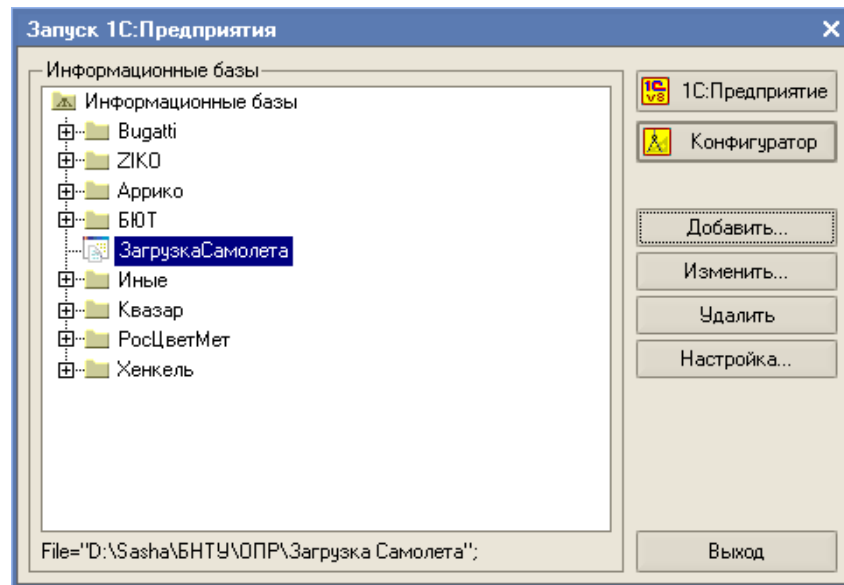 Запуск 1С:Предприятия
Информационные базы
Информационные базы
Bugatti
ZIKO
Аррико
БЮТ
ЗагрузкаСамолета
Иные
Квазар
РосЦветМет
Хенкель
File="D:\Sasha\БНТУ\ОПР\Загрузка Самолета";
1С:Предприятие
Конфигуратор
Добавить...
Изменить...
Удалить
Настройка...
Выход